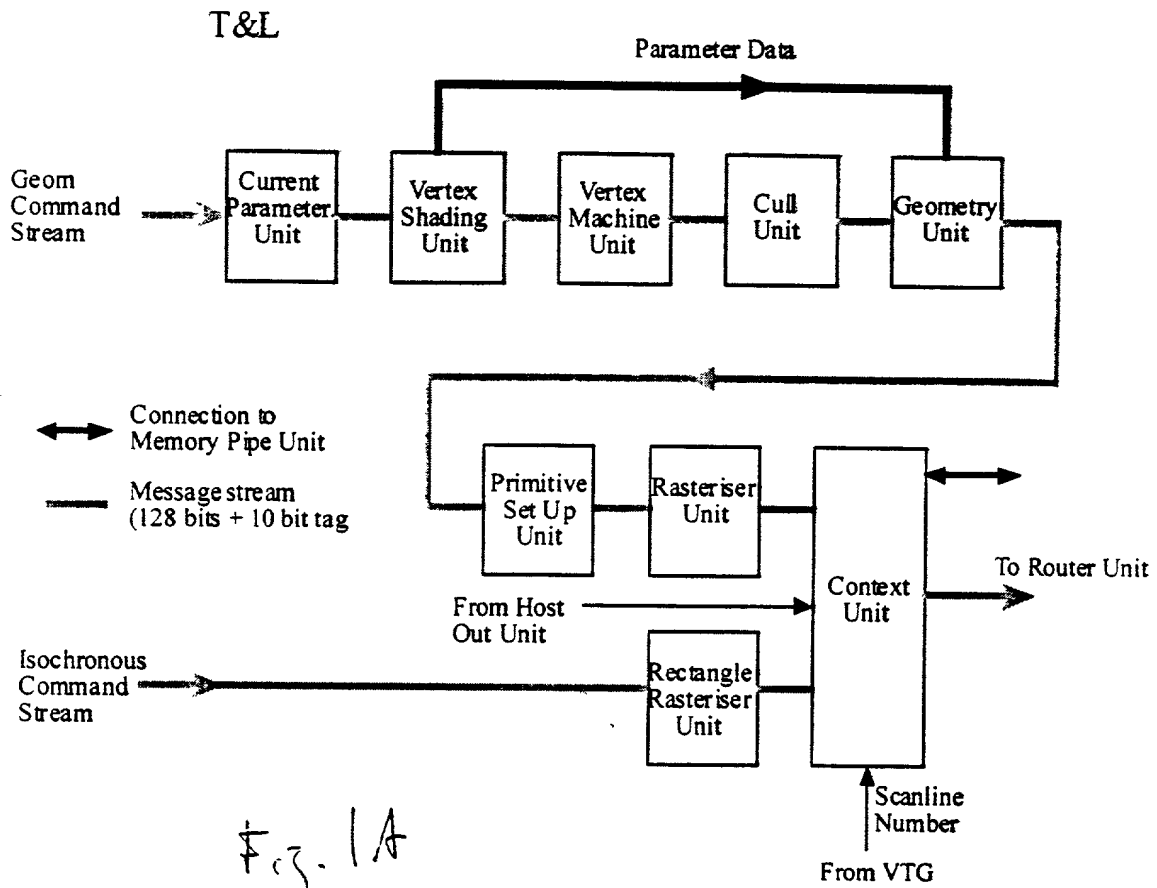 T&L
Parameter Data
Geom
Command
Stream
Current
Parameter
Unit
Vertex
Shading
Unit
Vertex
Machine
Unit
Cull
Unit
Geometry
Unit
Connection to
Memory Pipe Unit
Message stream
(128 bits + 10 bit tag
Primitive
Set Up
Unit
Rasteriser
Unit
Context
Unit
To Router Unit
From Host
Out Unit
Isochronous
Command
Stream
Rectangle
Rasteriser
Unit
Scanline
Number
From VTG
Fig. 1A